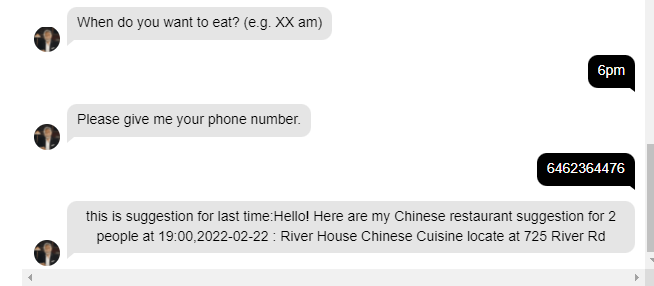 When do you want to eat? (e.g. XX am)
6pm
Please give me your phone number.
6462364476
this is suggestion for last time:Hello! Here are my Chinese restaurant suggestion for 2
people at 19:00,2022-02-22 : River House Chinese Cuisine locate at 725 River Rd